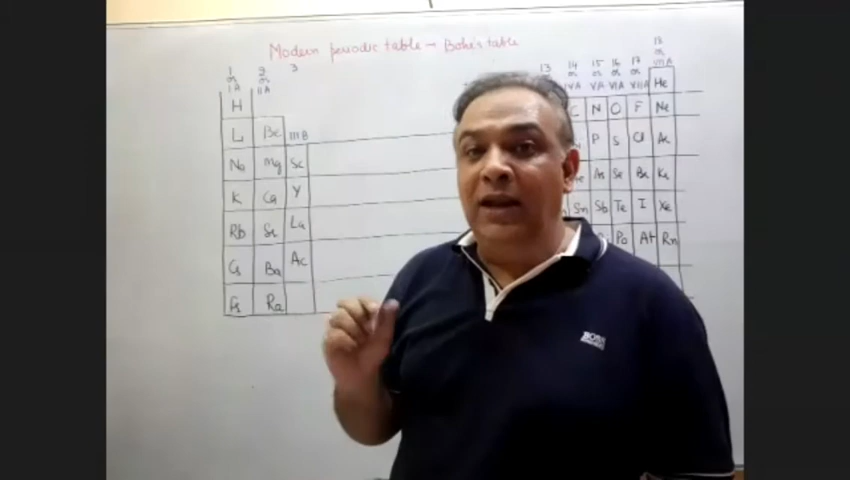 Modern periodic table - Bohr's table
1 2 3 13 14 15 16 17 18
or or or or or or or
IA IIA IVA VA VIA VIIA VIIIA
H He
L Be IIIB C N O F Ne
Na Mg Sc P S Cl Ar
K Ca Y As Se Br Kr
Rb Sr La Sn Sb Te I Xe
Cs Ba Ac Po At Rn
Fr Ra
BOSS